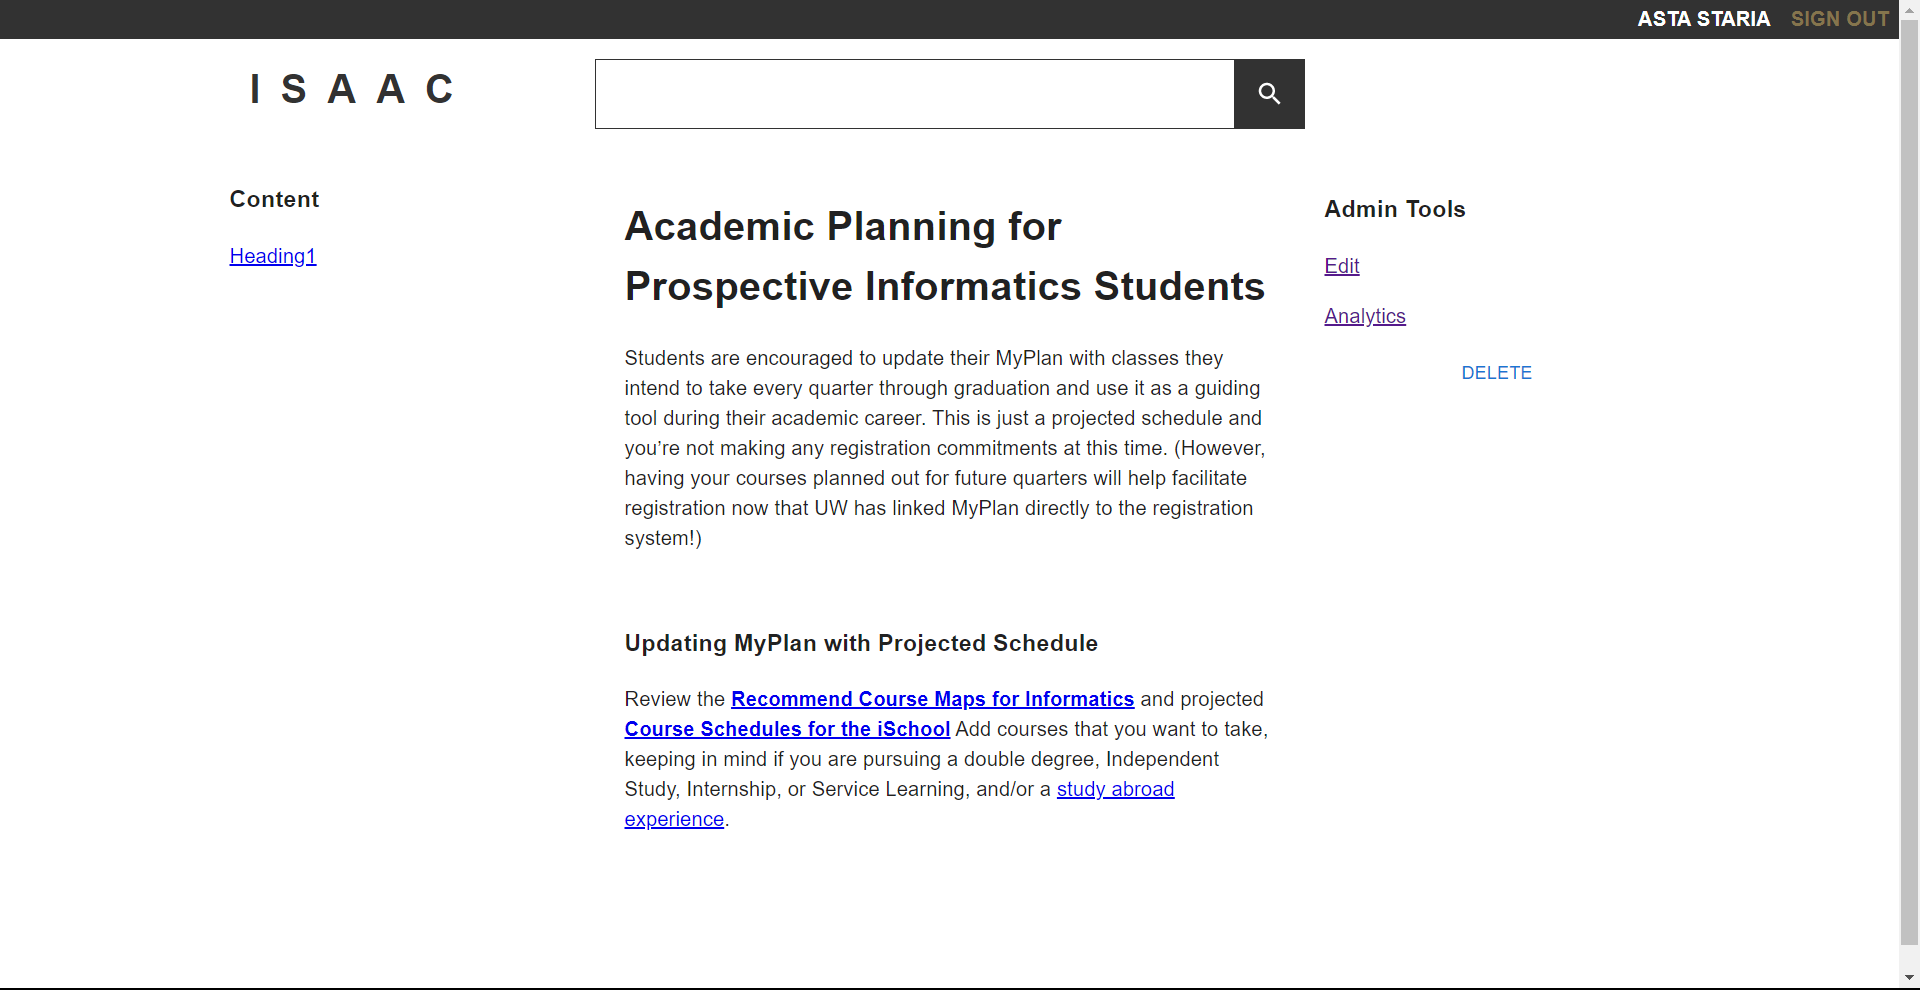 ASTA STARIA SIGN OUT
I S A A C
Content
Heading1
Academic Planning for
Prospective Informatics Students
Students are encouraged to update their MyPlan with classes they
intend to take every quarter through graduation and use it as a guiding
tool during their academic career. This is just a projected schedule and
you’re not making any registration commitments at this time. (However,
having your courses planned out for future quarters will help facilitate
registration now that UW has linked MyPlan directly to the registration
system!)
Updating MyPlan with Projected Schedule
Review the Recommend Course Maps for Informatics and projected
Course Schedules for the iSchool Add courses that you want to take,
keeping in mind if you are pursuing a double degree, Independent
Study, Internship, or Service Learning, and/or a study abroad
experience.
Admin Tools
Edit
Analytics
DELETE